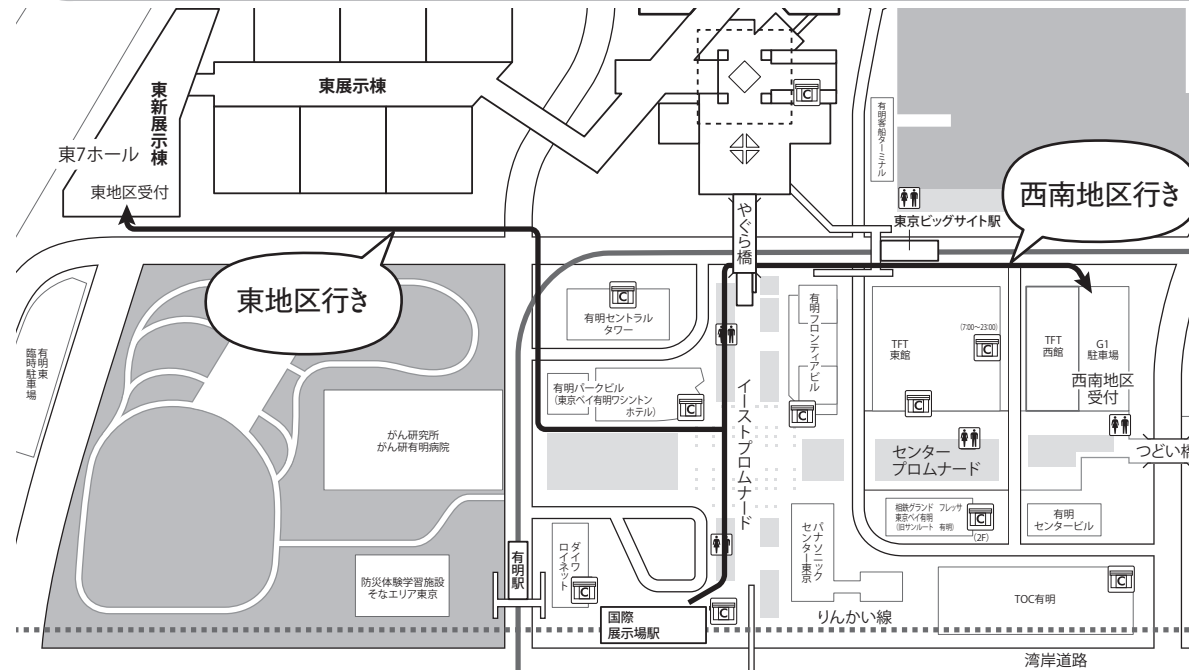 東新展示棟
東展示棟
東7ホール
東地区受付
有明客船ターミナル
C
やぐら橋
東京ビッグサイト駅
西南地区行き
東地区行き
有明東
臨時駐車場
C
有明セントラル
タワー
有明パークビル
(東京ベイ有明ワシントン
ホテル)
C
有明フロンティアビル
C
イーストプロムナード
TFT
東館
(7:00~23:00)
C
C
TFT
西館
G1
駐車場
西南地区
受付
センター
プロムナード
つどい橋
がん研究所
がん研有明病院
相鉄グランド フレッサ
東京ベイ有明
(旧サンルート 有明)
C
(2F)
有明
センタービル
有明駅
ダイワ
ロイネット
C
パナソニック
センター東京
防災体験学習施設
そなエリア東京
国際
展示場駅
C
りんかい線
TOC有明
C
湾岸道路